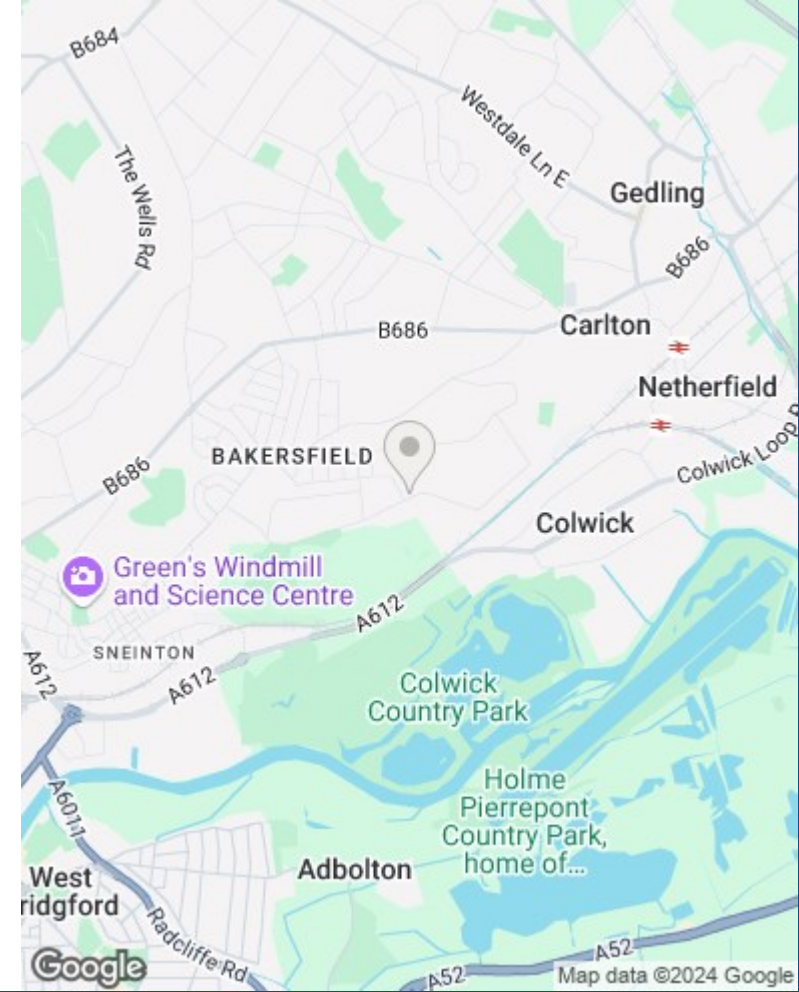 B684
Westdale Ln E
The Wells Rd
Gedling
B686
B686
Carlton
Netherfield
BAKERSFIELD
B686
Colwick Loop R
Colwick
Green's Windmill
and Science Centre
A612
SNEINTON
A612
A612
Colwick
Country Park
Holme
Pierrepont
Country Park,
home of...
A6011
Adbolton
West
ridgford
Radcliffe Rd
A52
A52
Google
Map data ©2024 Google